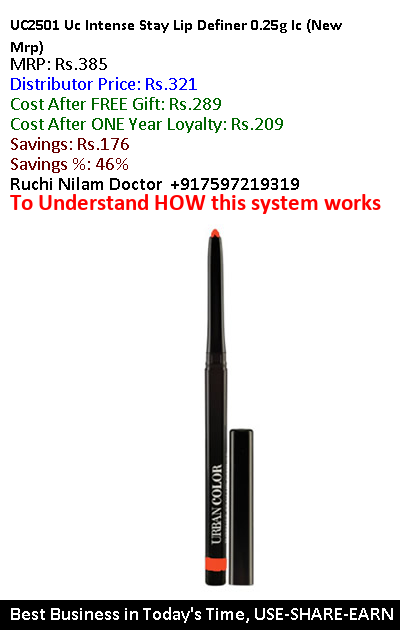 UC2501 Uc Intense Stay Lip Definer 0.25g Ic (New
Mrp)
MRP: Rs.385
Distributor Price: Rs.321
Cost After FREE Gift: Rs.289
Cost After ONE Year Loyalty: Rs.209
Savings: Rs.176
Savings %: 46%
Ruchi Nilam Doctor +917597219319
To Understand HOW this system works
URBAN COLOR
Best Business in Today's Time, USE-SHARE-EARN